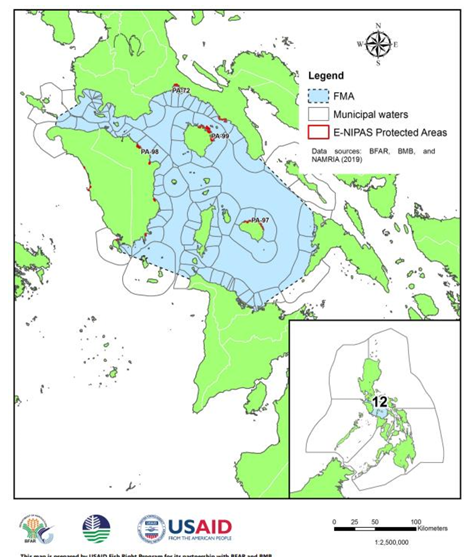 N
W E
S
Legend
FMA
Municipal waters
E-NIPAS Protected Areas
Data sources: BFAR, BMB, and
NAMRIA (2019)
PA-72
PA-99
PA-98
PA-97
12
BFAR
USAID
FROM THE AMERICAN PEOPLE
0 25 50 100
Kilometers
1:2,500,000
This map is prepared by USAID Fish Right Program for its partnership with BFAR and BMB